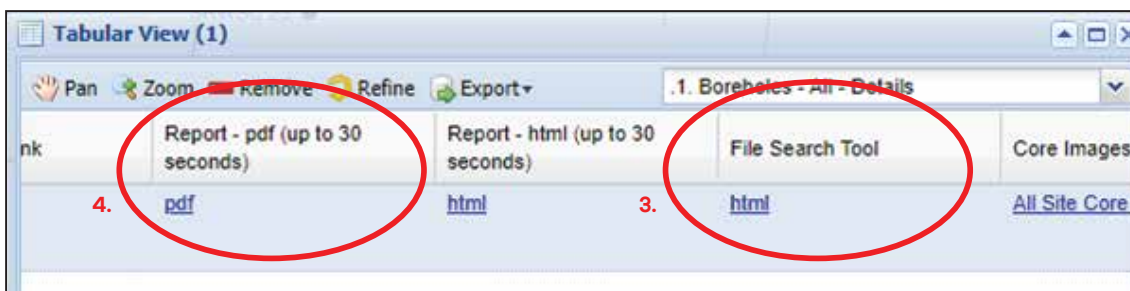 Tabular View (1)
Pan Zoom Remove Refine Export .1. Boreholes - All - Details
nk Report - pdf (up to 30 seconds) Report - html (up to 30 seconds) File Search Tool Core Images
4. pdf html 3. html All Site Core